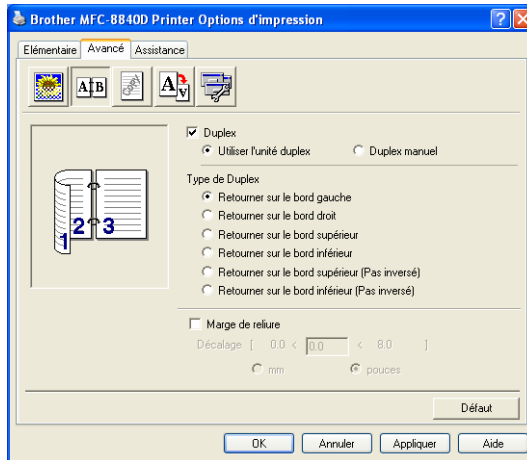 Brother MFC-8840D Printer Options d'impression
Elémentaire Avancé Assistance
A B
A A
Duplex
Utiliser l'unité duplex Duplex manuel
1 2 3
Type de Duplex
Retourner sur le bord gauche
Retourner sur le bord droit
Retourner sur le bord supérieur
Retourner sur le bord inférieur
Retourner sur le bord supérieur (Pas inversé)
Retourner sur le bord inférieur (Pas inversé)
Marge de reliure
Décalage [ 0.0 < 0.0 < 8.0 ]
mm pouces
Défaut
OK Annuler Appliquer Aide